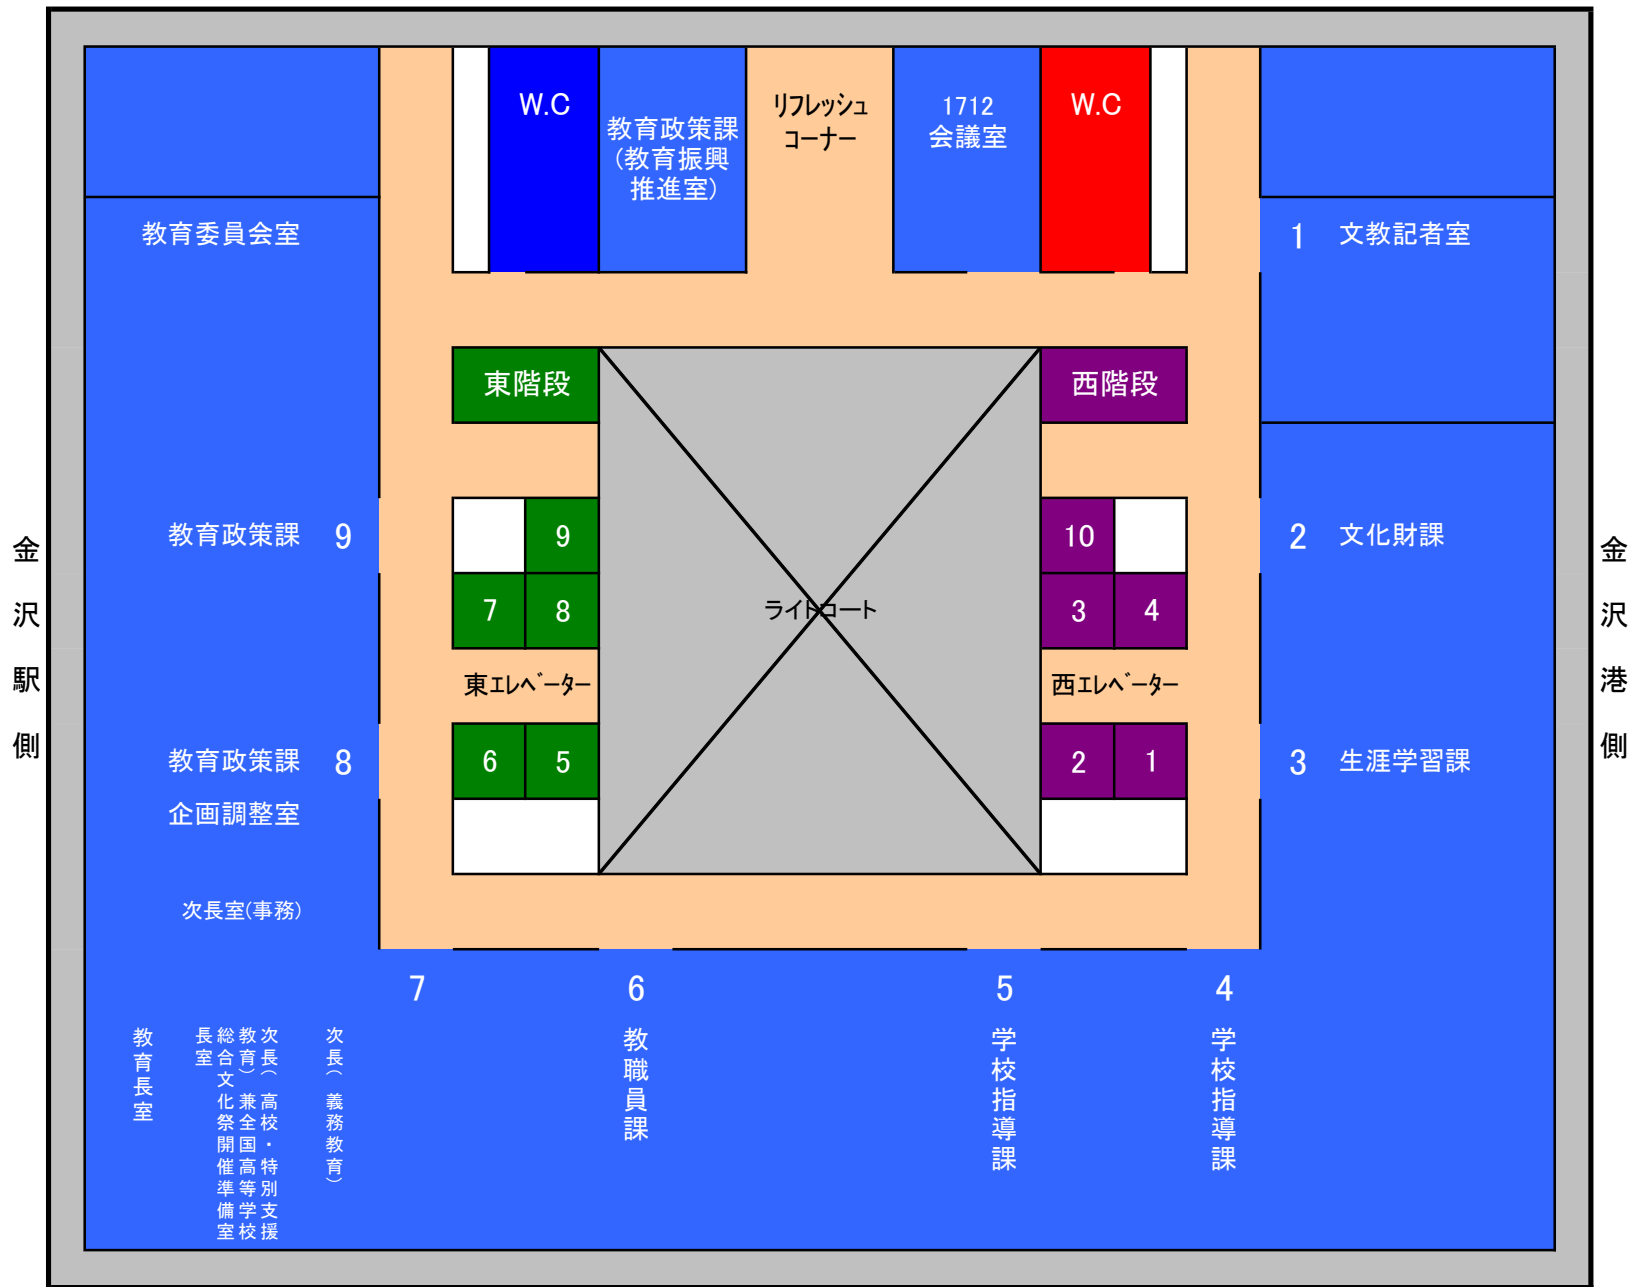 W.C
教育政策課
(教育振興
推進室)
リフレッシュ
コーナー
1712
会議室
W.C
教育委員会室
1 文教記者室
東階段
西階段
教育政策課 9
9
10
2 文化財課
7 8
ライトコート
3 4
東エレベーター
西エレベーター
教育政策課 8
6 5
2 1
3 生涯学習課
企画調整室
次長室(事務)
金沢駅側
金沢港側
7
6
5
4
教育長室
次長(高校・特別支援
教育)兼全国高等学校
総合文化祭開催準備室
長室
次長(義務教育)
教職員課
学校指導課
学校指導課